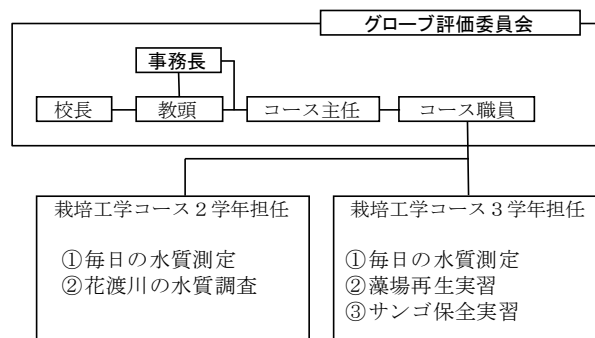 グローブ評価委員会
事務長
校長
教頭
コース主任
コース職員
栽培工学コース２学年担任
①毎日の水質測定
②花渡川の水質調査
栽培工学コース３学年担任
①毎日の水質測定
②藻場再生実習
③サンゴ保全実習